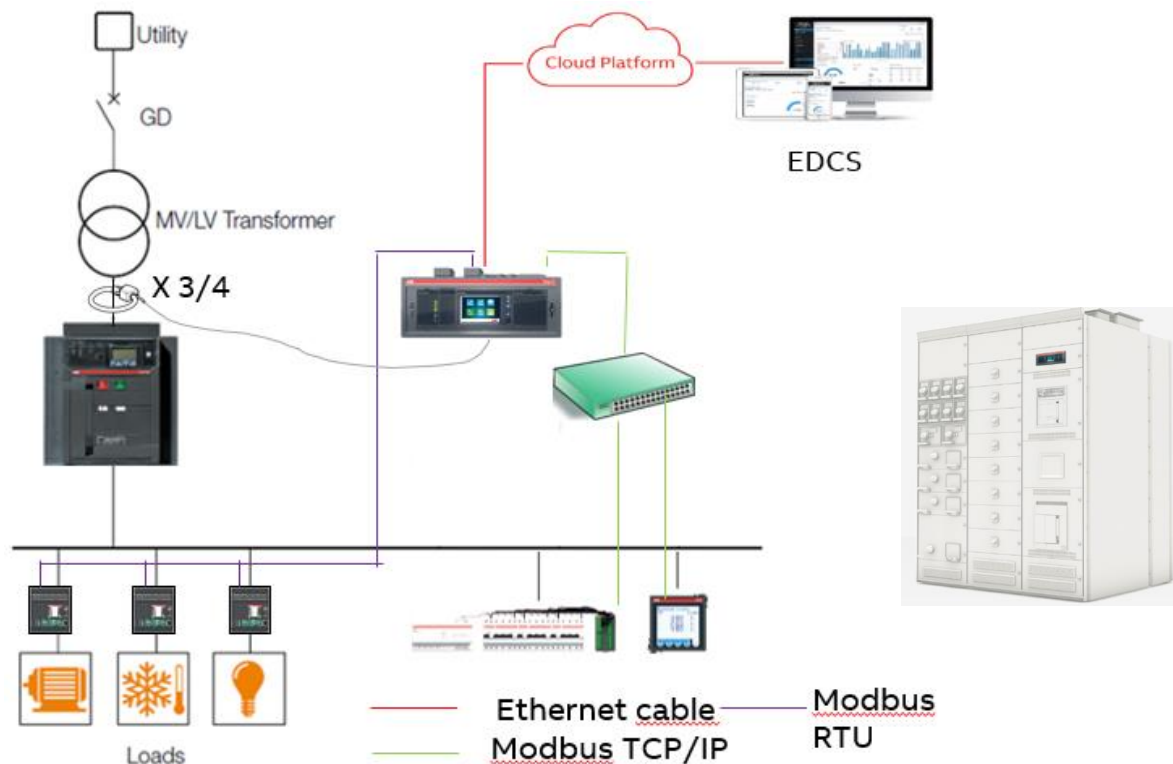 Utility
GD
MV/LV Transformer
X 3/4
Cloud Platform
EDCS
Loads
Ethernet cable
Modbus TCP/IP
Modbus
RTU